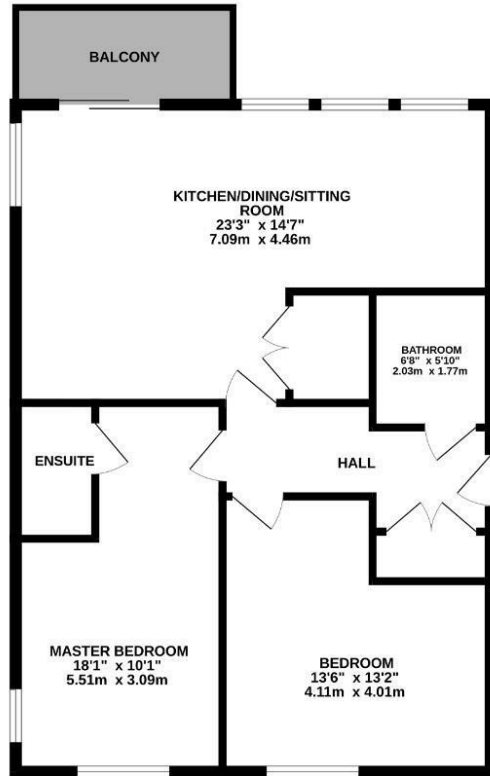 BALCONY
KITCHEN/DINING/SITTING
ROOM
23'3" x 14'7"
7.09m x 4.46m
BATHROOM
6'8" x 5'10"
2.03m x 1.77m
ENSUITE
HALL
MASTER BEDROOM
18'1" x 10'1"
5.51m x 3.09m
BEDROOM
13'6" x 13'2"
4.11m x 4.01m